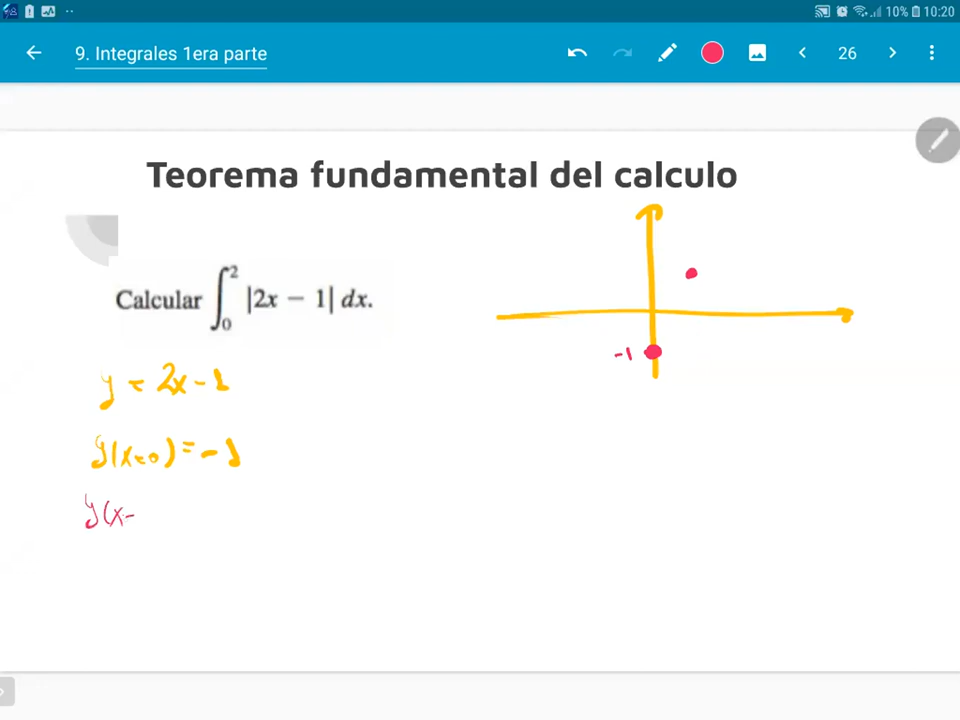 10% 10:20
9. Integrales 1era parte 26
Teorema fundamental del calculo
Calcular ∫₀² |2x − 1| dx.
-1
y = 2x - 1
y(x=0) = -1
y(x=